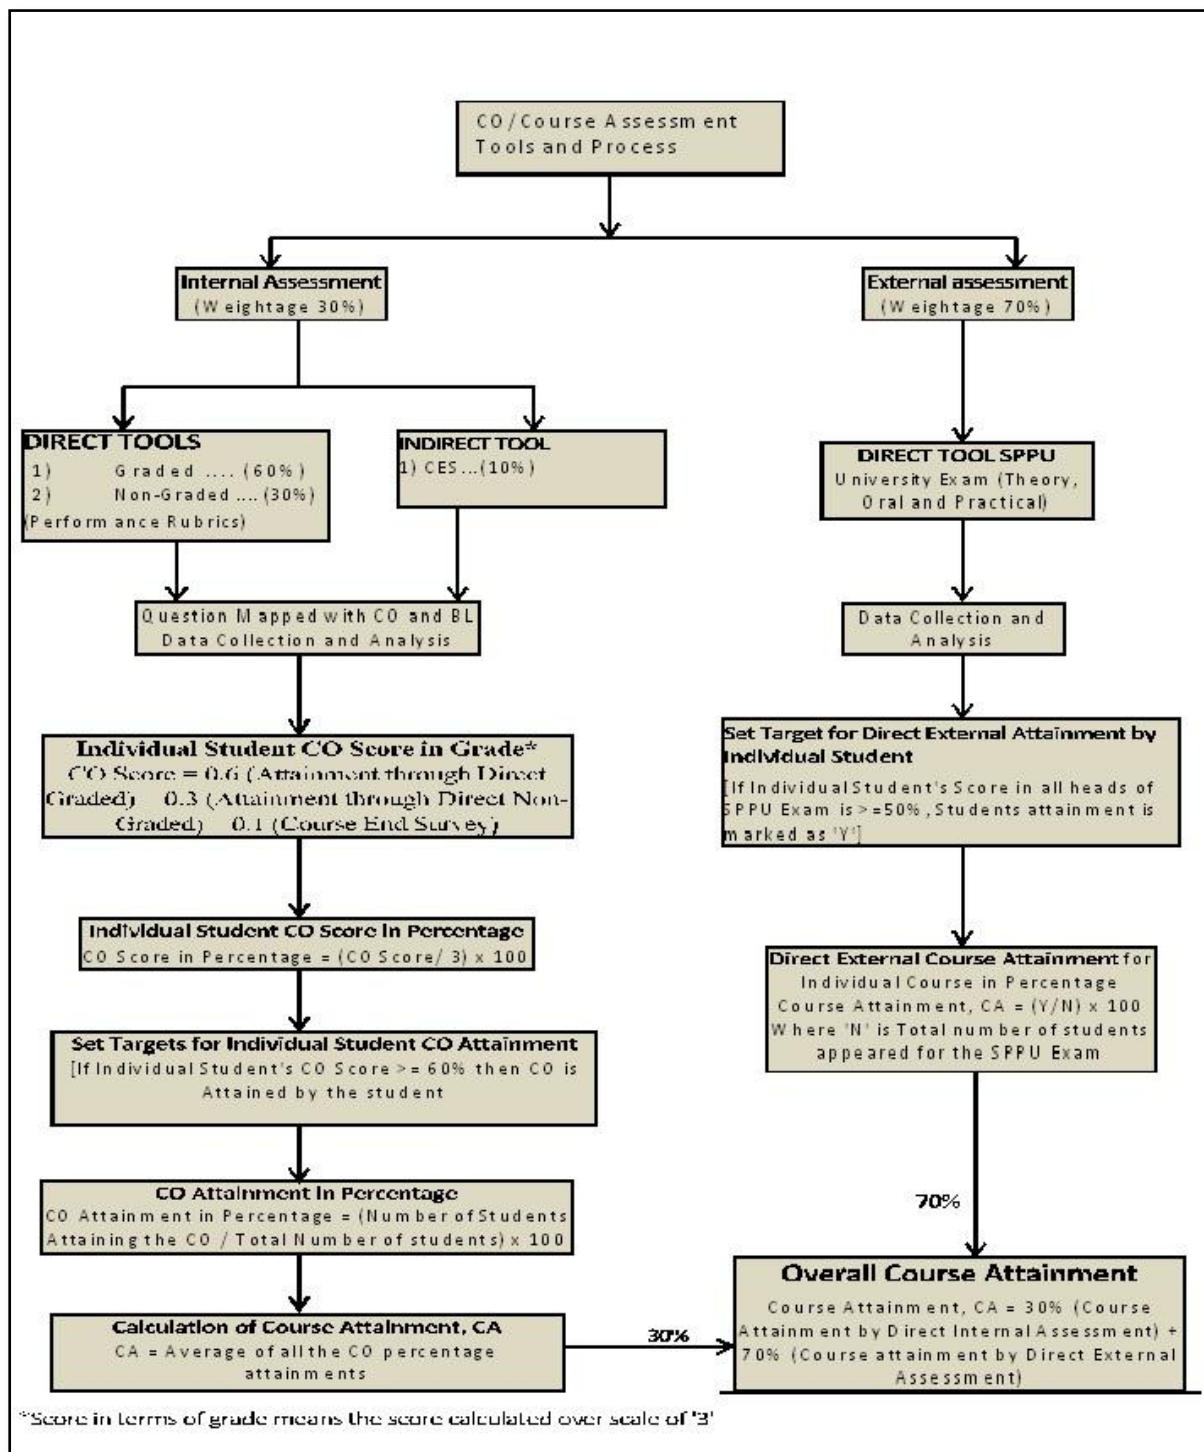 CO/Course Assessment
Tools and Process
Internal Assessment
(Weightage 30%)
External assessment
(Weightage 70%)
DIRECT TOOLS
1) Graded .... (60%)
2) Non-Graded .... (30%)
(Performance Rubrics)
INDIRECT TOOL
1) CES...(10%)
DIRECT TOOL SPPU
University Exam (Theory,
Oral and Practical)
Question Mapped with CO and BL
Data Collection and Analysis
Data Collection and
Analysis
Individual Student CO Score in Grade*
CO Score = 0.6 (Attainment through Direct
Graded) 0.3 (Attainment through Direct Non-
Graded) 0.1 (Course End Survey)
Set Target for Direct External Attainment by
Individual Student
[If Individual Student's Score in all heads of
SPPU Exam is >=50%, Students attainment is
marked as 'Y']
Individual Student CO Score in Percentage
CO Score in Percentage = (CO Score/ 3) x 100
Direct External Course Attainment for
Individual Course in Percentage
Course Attainment, CA = (Y/N) x 100
Where 'N' is Total number of students
appeared for the SPPU Exam
Set Targets for Individual Student CO Attainment
[If Individual Student's CO Score >= 60% then CO is
Attained by the student
CO Attainment in Percentage
CO Attainment in Percentage = (Number of Students
Attaining the CO / Total Number of students) x 100
70%
Calculation of Course Attainment, CA
CA = Average of all the CO percentage
attainments
30%
Overall Course Attainment
Course Attainment, CA = 30% (Course
Attainment by Direct Internal Assessment) +
70% (Course attainment by Direct External
Assessment)
*Score in terms of grade means the score calculated over scale of '3'